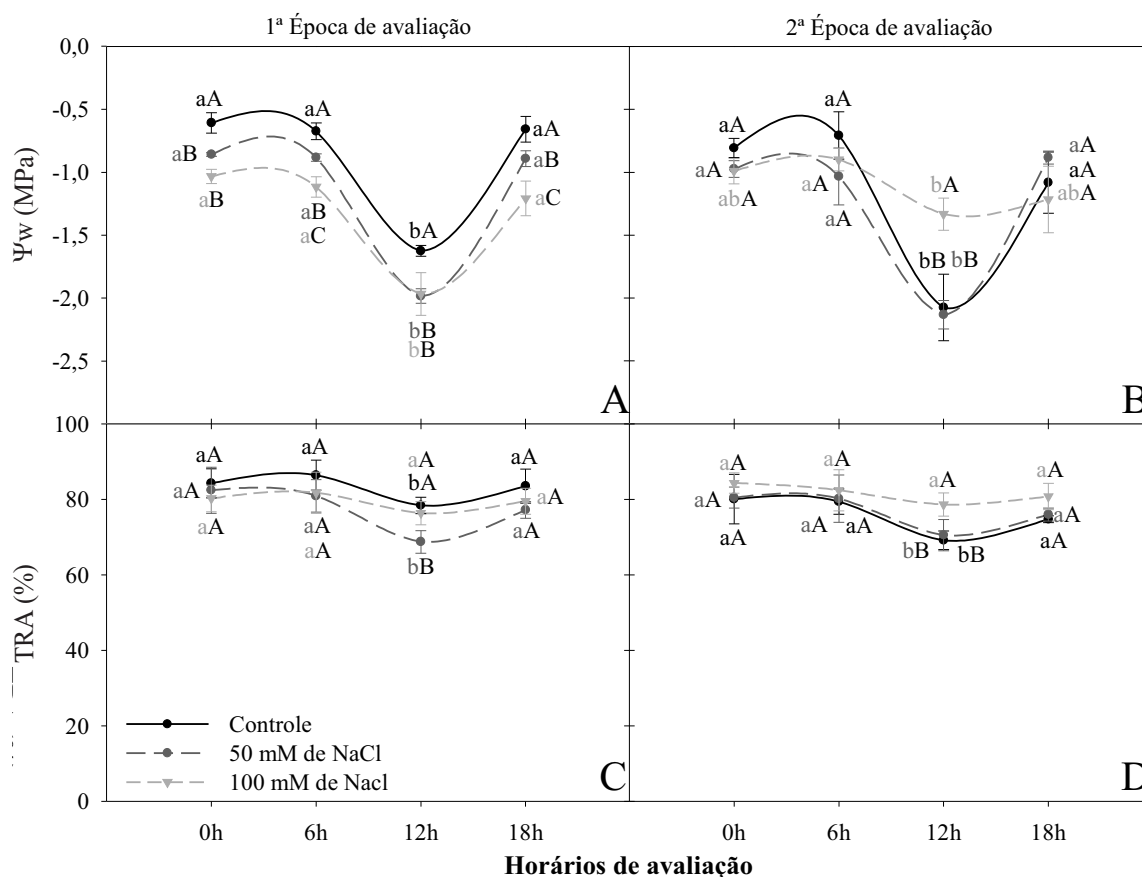 1ª Época de avaliação
2ª Época de avaliação
0,0
-0,5
-1,0
-1,5
-2,0
-2,5
Ψw (MPa)
aA
aA
aA
aB
aB
aB
aB
aC
aC
bA
bB
bB
A
aA
aA
aA
aA
aA
aA
abA
aA
abA
bA
bB bB
B
100
80
60
40
20
0
TRA (%)
aA
aA
aA
aA
aA
bA
aA
aA
aA
aA
aA
bB
Controle
50 mM de NaCl
100 mM de Nacl
C
aA
aA
aA
aA
aA
aA
aA
aA
aA
aA
bB bB
D
0h 6h 12h 18h
0h 6h 12h 18h
Horários de avaliação